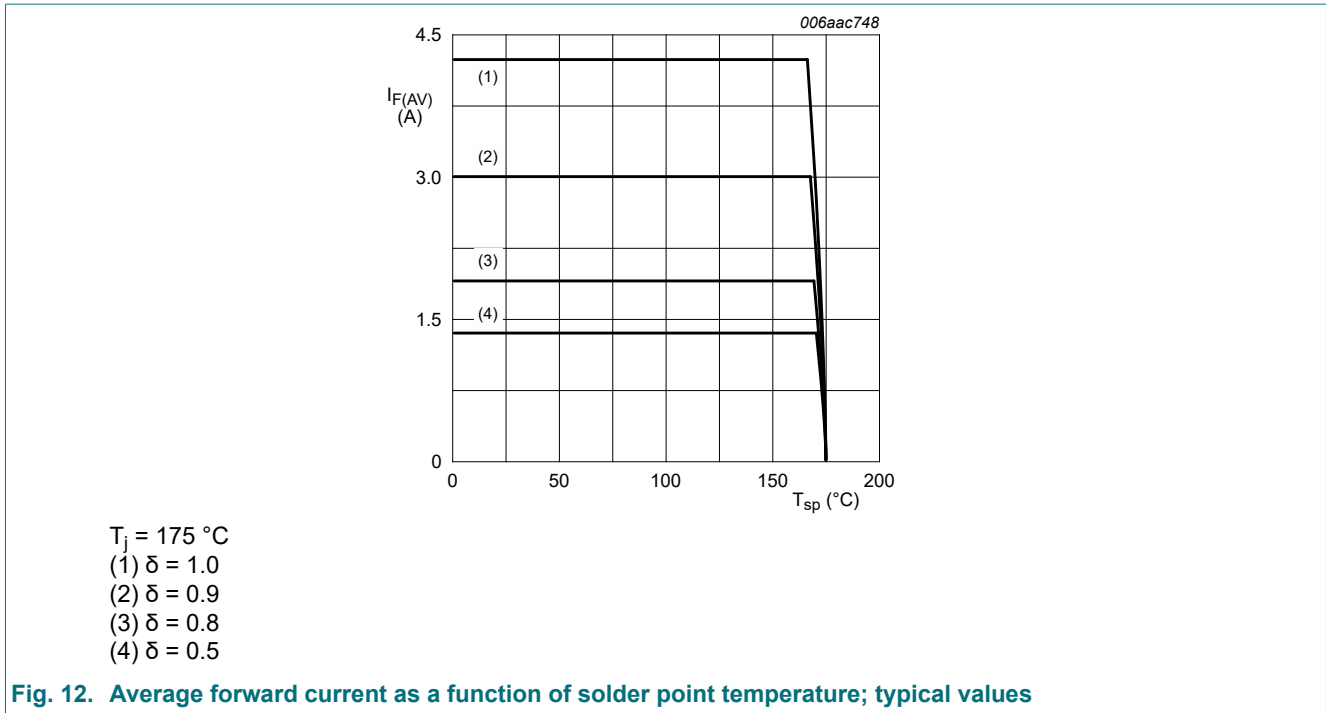 006aac748
4.5
I_F(AV)
(A)
(1)
(2)
3.0
(3)
1.5
(4)
0
0 50 100 150 200
T_sp (°C)
T_j = 175 °C
(1) δ = 1.0
(2) δ = 0.9
(3) δ = 0.8
(4) δ = 0.5
Fig. 12. Average forward current as a function of solder point temperature; typical values